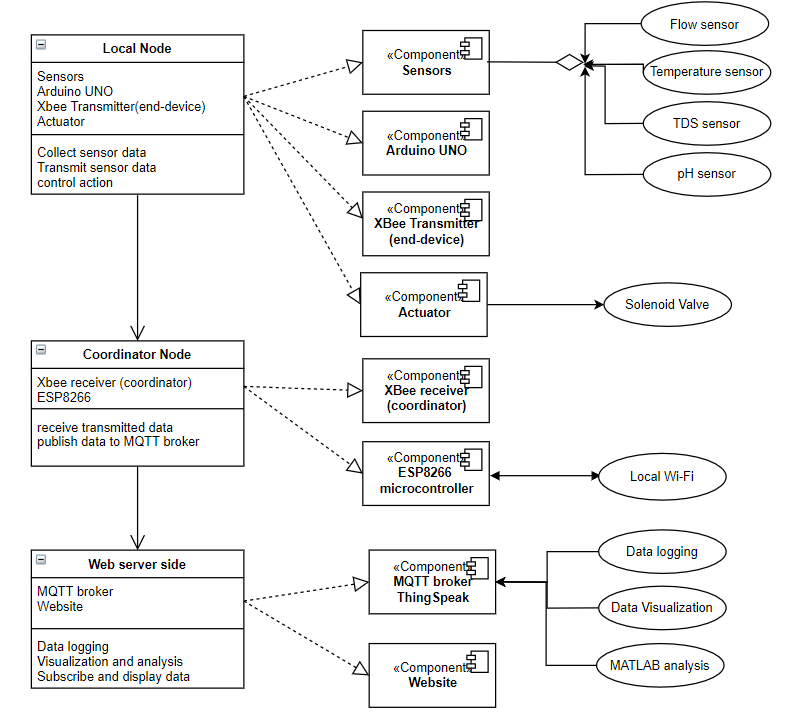 Local Node
Sensors
Arduino UNO
Xbee Transmitter(end-device)
Actuator
Collect sensor data
Transmit sensor data
control action
«Component»
Sensors
Flow sensor
Temperature sensor
TDS sensor
pH sensor
«Component»
Arduino UNO
«Component»
XBee Transmitter
(end-device)
«Component»
Actuator
Solenoid Valve
Coordinator Node
Xbee receiver (coordinator)
ESP8266
receive transmitted data
publish data to MQTT broker
«Component»
XBee receiver
(coordinator)
«Component»
ESP8266
microcontroller
Local Wi-Fi
Web server side
MQTT broker
Website
Data logging
Visualization and analysis
Subscribe and display data
«Component»
MQTT broker
ThingSpeak
Data logging
Data Visualization
MATLAB analysis
«Component»
Website